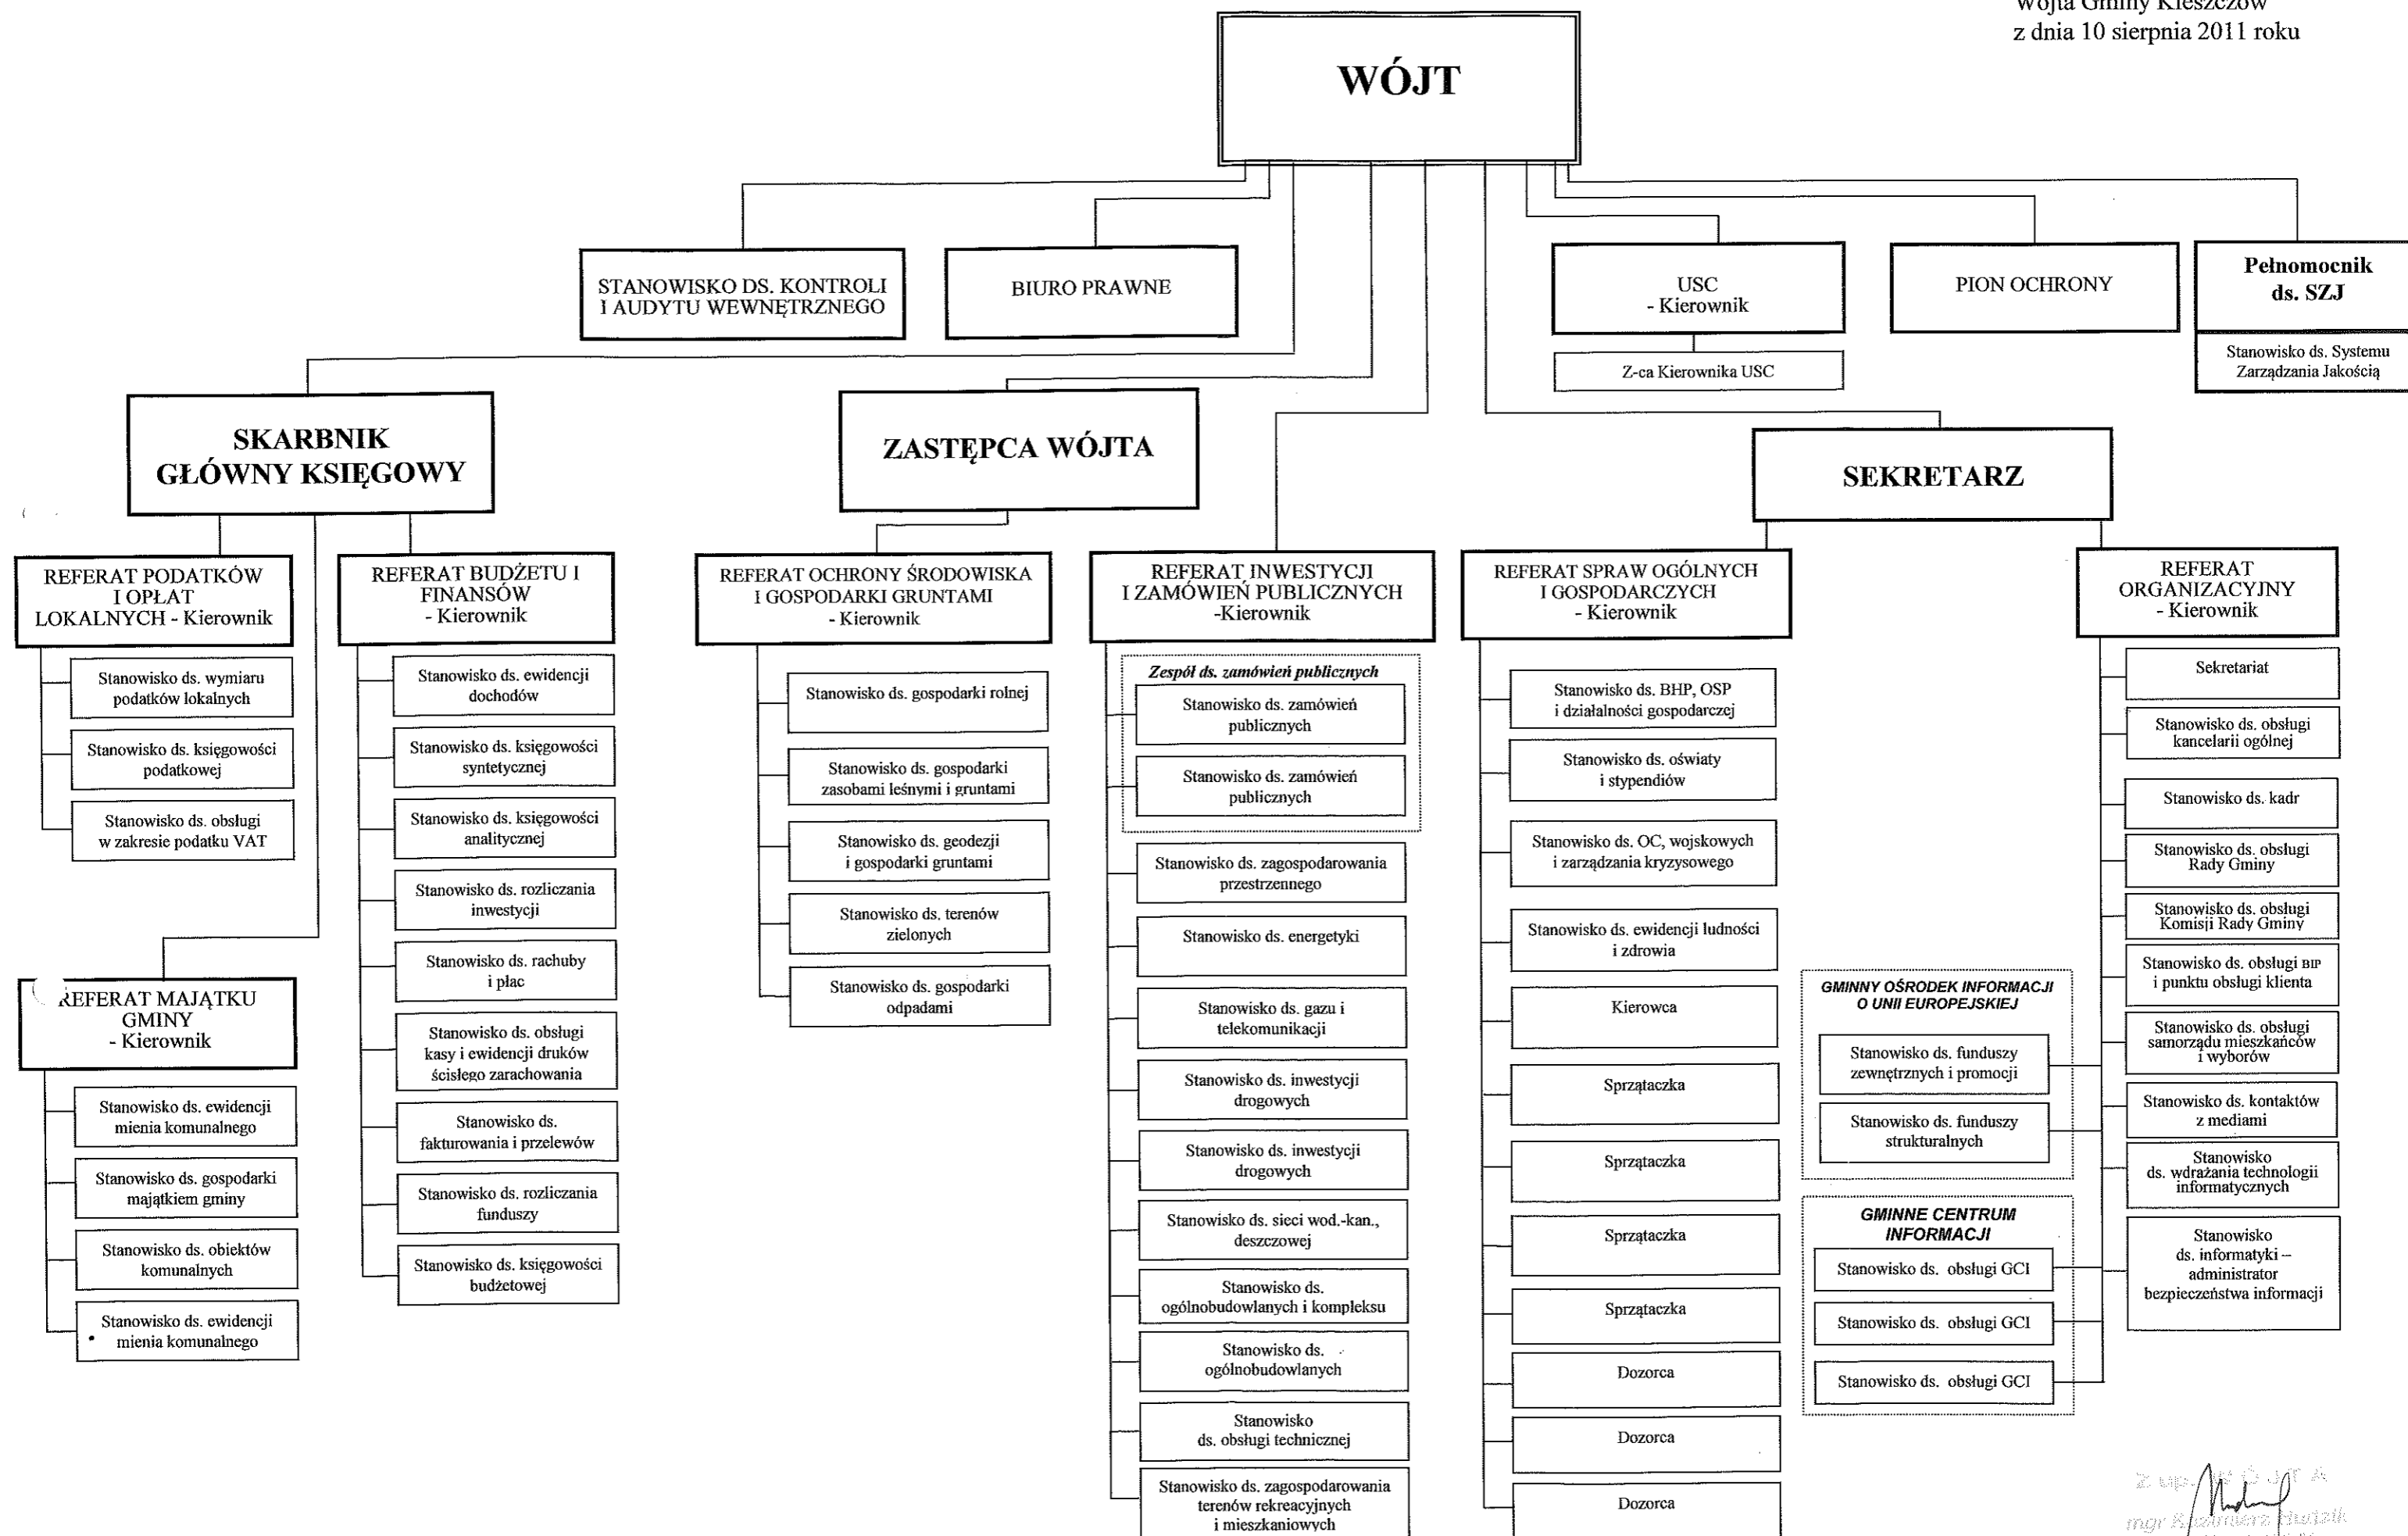 Wójta Gminy Kleszczów
z dnia 10 sierpnia 2011 roku
WÓJT
STANOWISKO DS. KONTROLI
I AUDYTU WEWNĘTRZNEGO
BIURO PRAWNE
USC
- Kierownik
Z-ca Kierownika USC
PION OCHRONY
Pełnomocnik
ds. SZJ
Stanowisko ds. Systemu
Zarządzania Jakością
SKARBNIK
GŁÓWNY KSIĘGOWY
ZASTĘPCA WÓJTA
SEKRETARZ
REFERAT PODATKÓW
I OPŁAT
LOKALNYCH - Kierownik
Stanowisko ds. wymiaru
podatków lokalnych
Stanowisko ds. księgowości
podatkowej
Stanowisko ds. obsługi
w zakresie podatku VAT
REFERAT MAJĄTKU
GMINY
- Kierownik
Stanowisko ds. ewidencji
mienia komunalnego
Stanowisko ds. gospodarki
majątkiem gminy
Stanowisko ds. obiektów
komunalnych
Stanowisko ds. ewidencji
mienia komunalnego
REFERAT BUDŻETU I
FINANSÓW
- Kierownik
Stanowisko ds. ewidencji
dochodów
Stanowisko ds. księgowości
syntetycznej
Stanowisko ds. księgowości
analitycznej
Stanowisko ds. rozliczania
inwestycji
Stanowisko ds. rachuby
i płac
Stanowisko ds. obsługi
kasy i ewidencji druków
ścisłego zarachowania
Stanowisko ds.
fakturowania i przelewów
Stanowisko ds. rozliczania
funduszy
Stanowisko ds. księgowości
budżetowej
REFERAT OCHRONY ŚRODOWISKA
I GOSPODARKI GRUNTAMI
- Kierownik
Stanowisko ds. gospodarki rolnej
Stanowisko ds. gospodarki
zasobami leśnymi i gruntami
Stanowisko ds. geodezji
i gospodarki gruntami
Stanowisko ds. terenów
zielonych
Stanowisko ds. gospodarki
odpadami
REFERAT INWESTYCJI
I ZAMÓWIEŃ PUBLICZNYCH
-Kierownik
Zespół ds. zamówień publicznych
Stanowisko ds. zamówień
publicznych
Stanowisko ds. zamówień
publicznych
Stanowisko ds. zagospodarowania
przestrzennego
Stanowisko ds. energetyki
Stanowisko ds. gazu i
telekomunikacji
Stanowisko ds. inwestycji
drogowych
Stanowisko ds. inwestycji
drogowych
Stanowisko ds. sieci wod.-kan.,
deszczowej
Stanowisko ds.
ogólnobudowlanych i kompleksu
Stanowisko ds.
ogólnobudowlanych
Stanowisko
ds. obsługi technicznej
Stanowisko ds. zagospodarowania
terenów rekreacyjnych
i mieszkaniowych
REFERAT SPRAW OGÓLNYCH
I GOSPODARCZYCH
- Kierownik
Stanowisko ds. BHP, OSP
i działalności gospodarczej
Stanowisko ds. oświaty
i stypendiów
Stanowisko ds. OC, wojskowych
i zarządzania kryzysowego
Stanowisko ds. ewidencji ludności
i zdrowia
Kierowca
Sprzątaczka
Sprzątaczka
Sprzątaczka
Sprzątaczka
Dozorca
Dozorca
Dozorca
GMINNY OŚRODEK INFORMACJI
O UNII EUROPEJSKIEJ
Stanowisko ds. funduszy
zewnętrznych i promocji
Stanowisko ds. funduszy
strukturalnych
GMINNE CENTRUM
INFORMACJI
Stanowisko ds. obsługi GCI
Stanowisko ds. obsługi GCI
Stanowisko ds. obsługi GCI
REFERAT
ORGANIZACYJNY
- Kierownik
Sekretariat
Stanowisko ds. obsługi
kancelarii ogólnej
Stanowisko ds. kadr
Stanowisko ds. obsługi
Rady Gminy
Stanowisko ds. obsługi
Komisji Rady Gminy
Stanowisko ds. obsługi BIP
i punktu obsługi klienta
Stanowisko ds. obsługi
samorządu mieszkańców
i wyborów
Stanowisko ds. kontaktów
z mediami
Stanowisko
ds. wdrażania technologii
informatycznych
Stanowisko
ds. informatyki –
administrator
bezpieczeństwa informacji
Z up. WÓJTA
mgr Kazimierz Hudzik